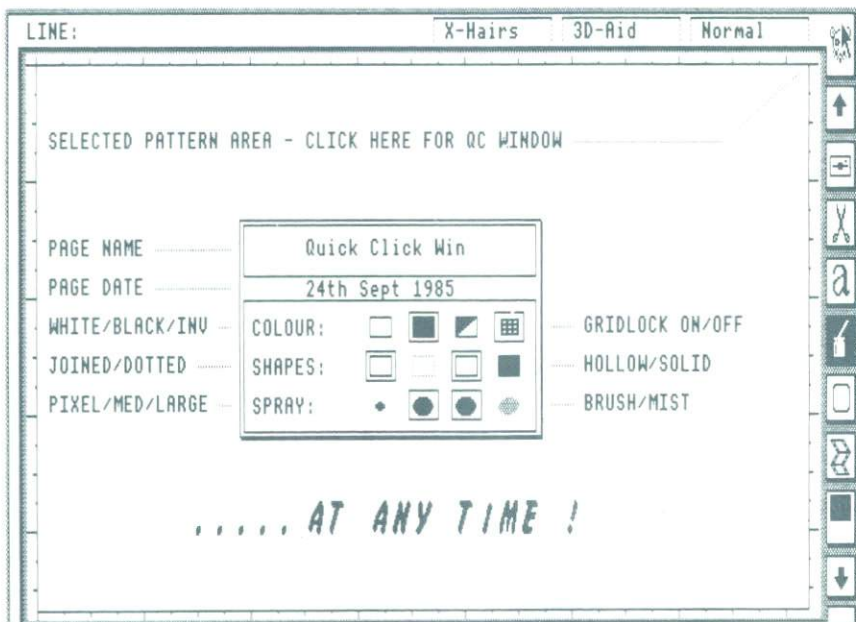 LINE: X-Hairs 3D-Aid Normal
SELECTED PATTERN AREA - CLICK HERE FOR QC WINDOW
PAGE NAME Quick Click Win
PAGE DATE 24th Sept 1985
WHITE/BLACK/INV COLOUR: GRIDLOCK ON/OFF
JOINED/DOTTED SHAPES: HOLLOW/SOLID
PIXEL/MED/LARGE SPRAY: BRUSH/MIST
a
..... AT ANY TIME !